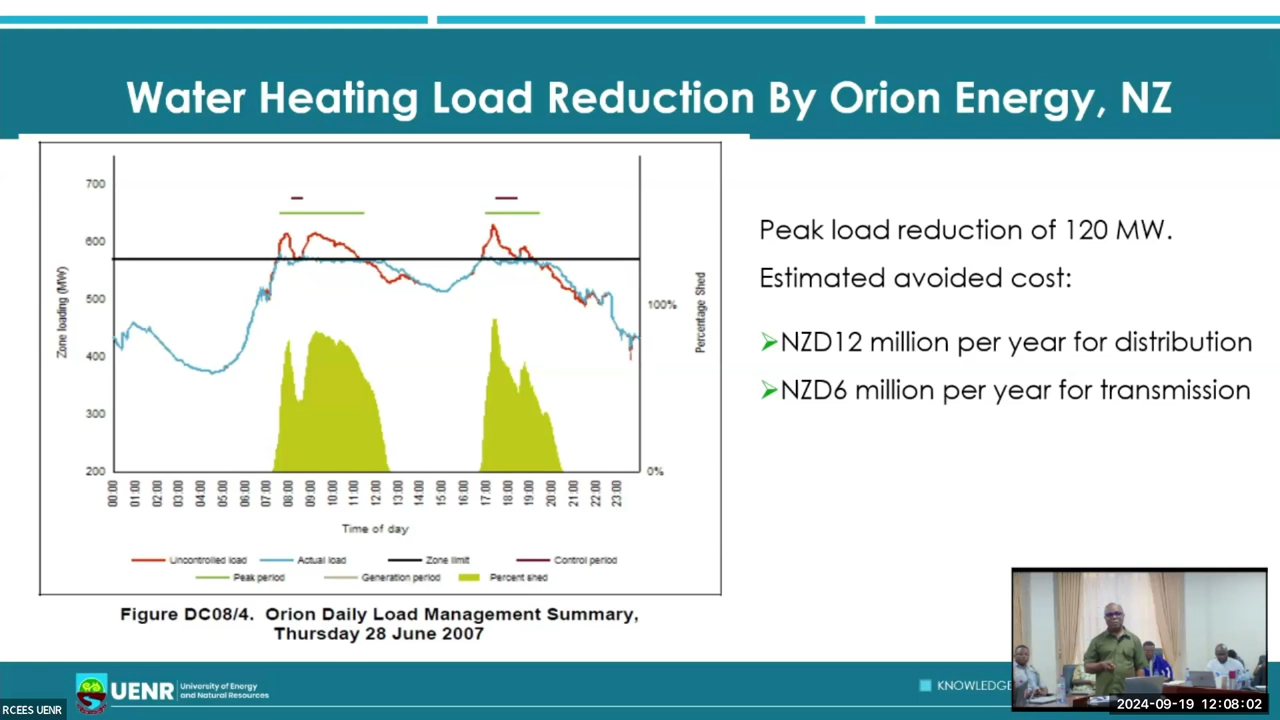 Water Heating Load Reduction By Orion Energy, NZ
700
600
500
400
300
200
Zone loading (MW)
100%
0%
Percentage Shed
00:00 01:00 02:00 03:00 04:00 05:00 06:00 07:00 08:00 09:00 10:00 11:00 12:00 13:00 14:00 15:00 16:00 17:00 18:00 19:00 20:00 21:00 22:00 23:00
Time of day
Uncontrolled load Actual load Zone limit Control period
Peak period Generation period Percent shed
Figure DC08/4. Orion Daily Load Management Summary,
Thursday 28 June 2007
Peak load reduction of 120 MW.
Estimated avoided cost:
➢NZD12 million per year for distribution
➢NZD6 million per year for transmission
UENR
University of Energy
and Natural Resources
KNOWLEDGE
RCEES UENR
2024-09-19 12:08:02